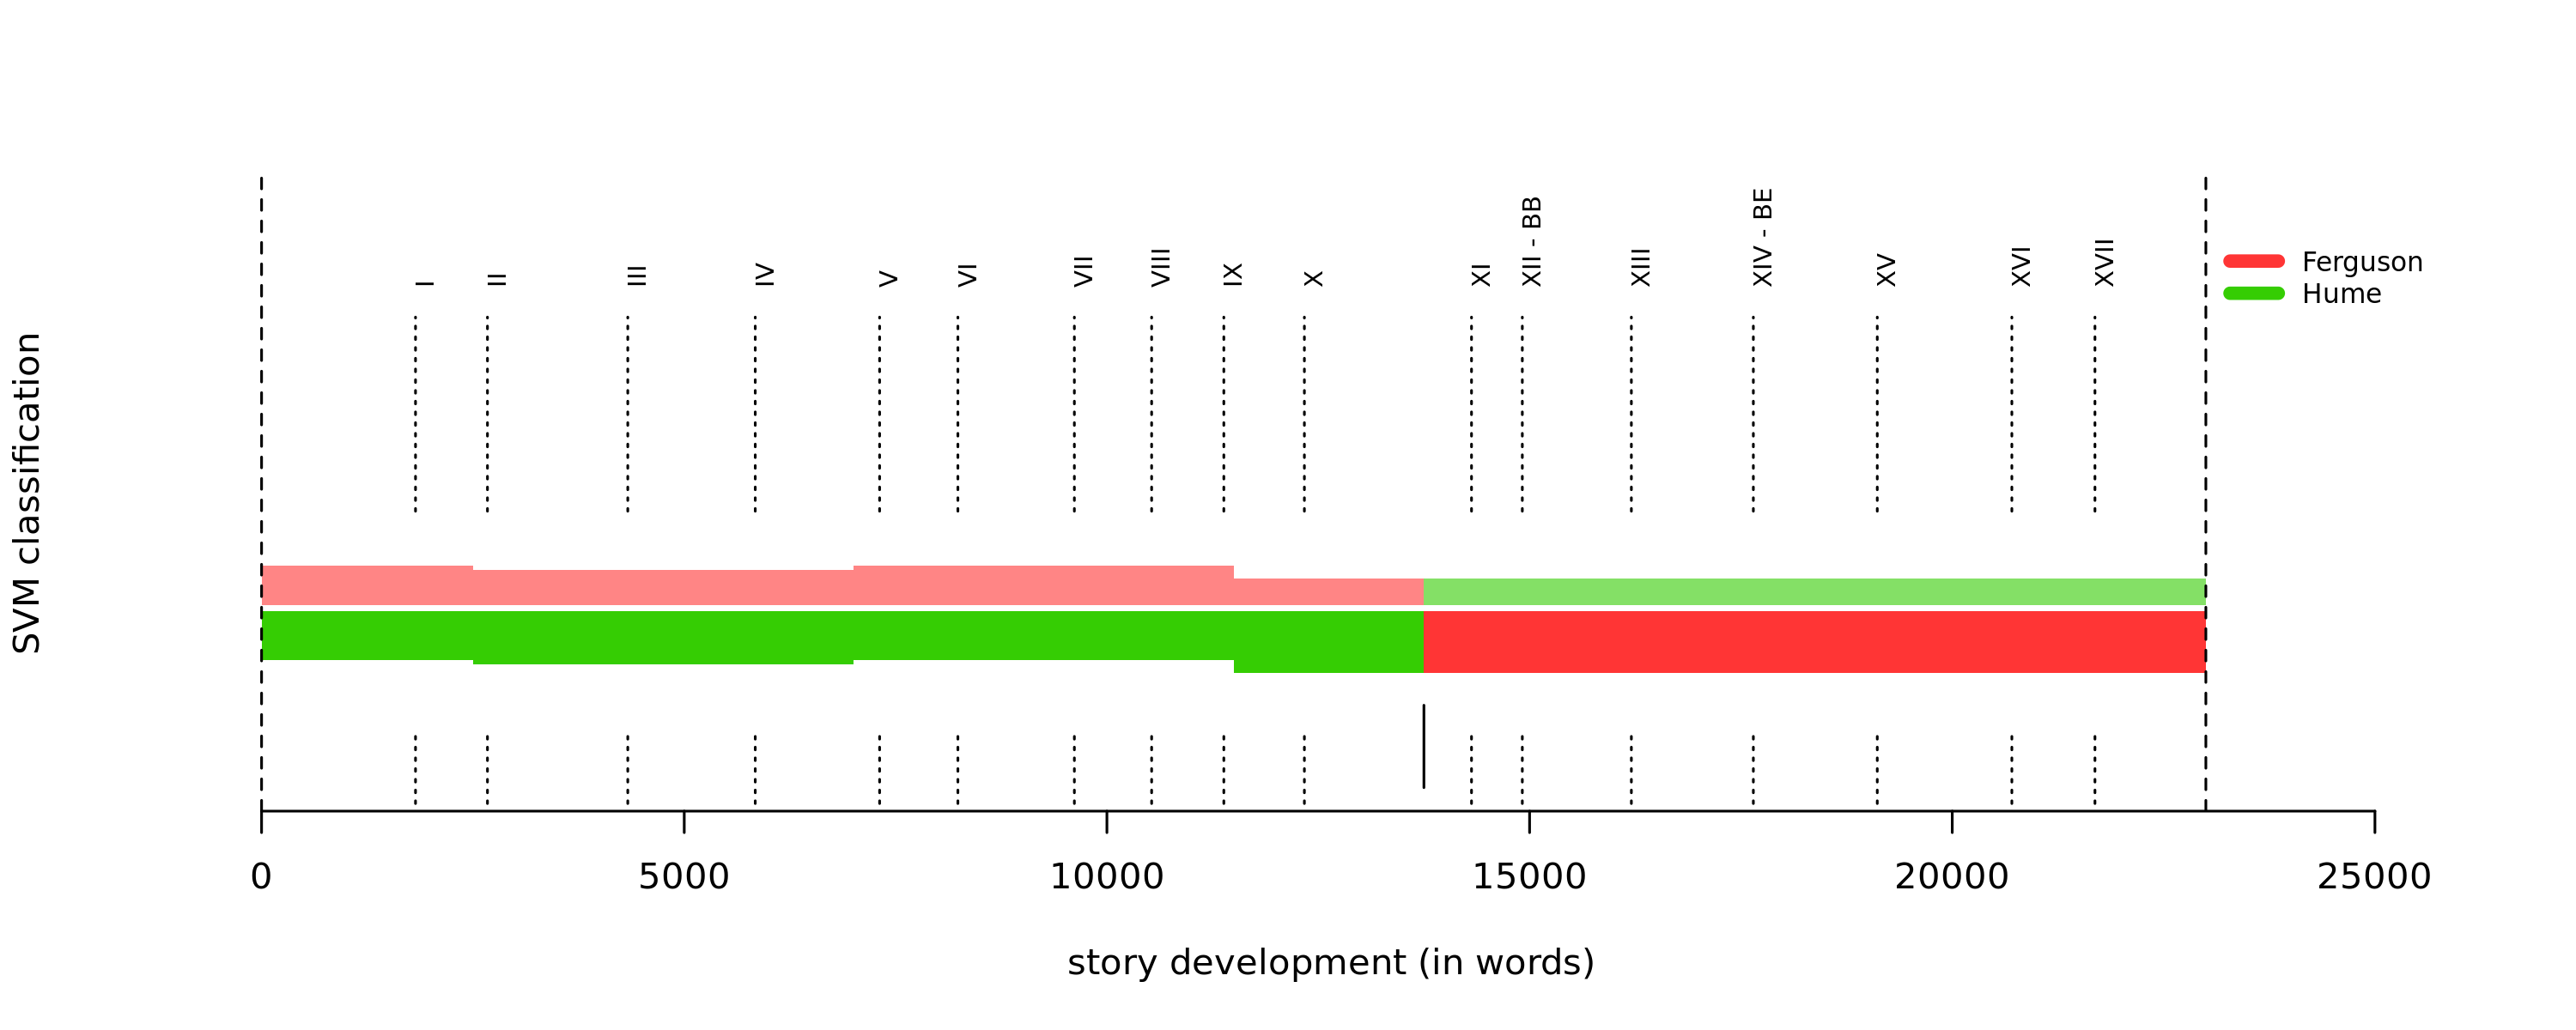 SVM classification
I
II
III
IV
V
VI
VII
VIII
IX
X
XI
XII - BB
XIII
XIV - BE
XV
XVI
XVII
Ferguson
Hume
0
5000
10000
15000
20000
25000
story development (in words)